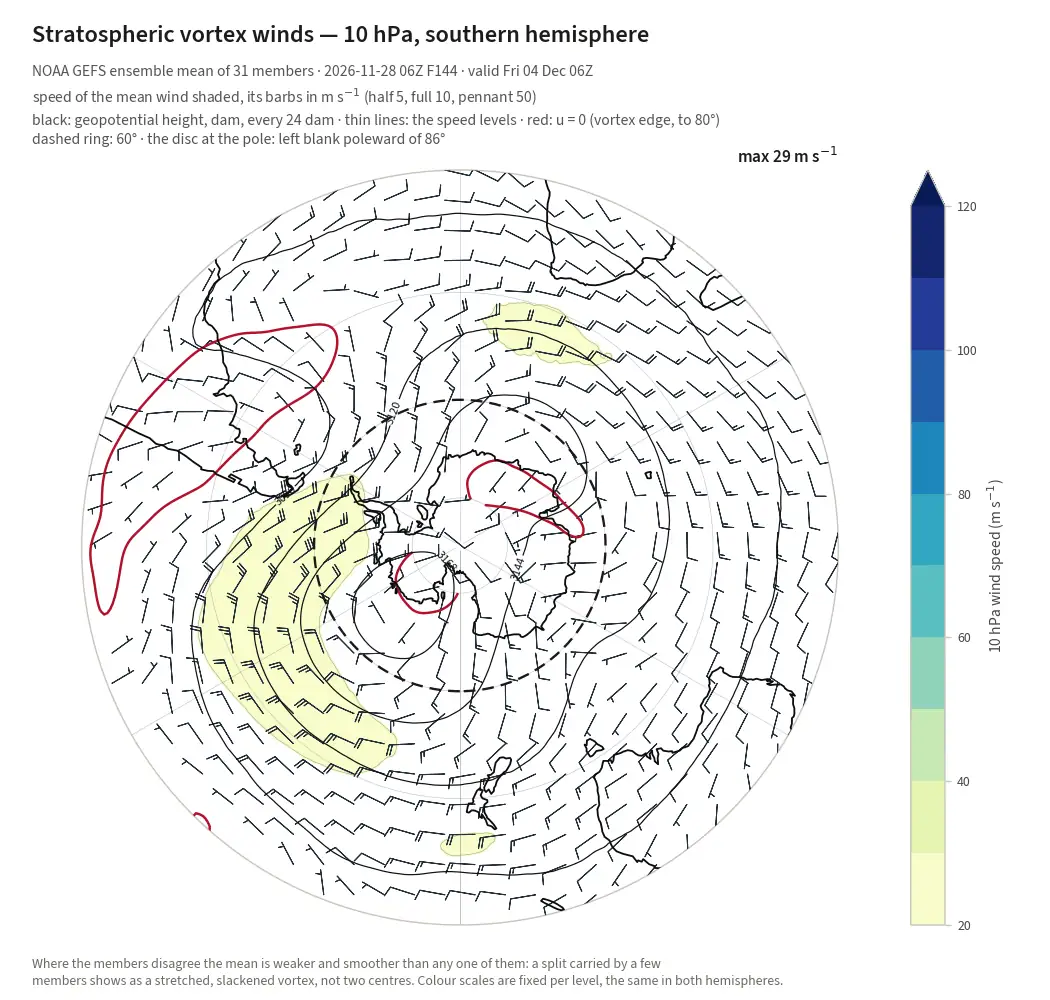 Stratospheric vortex winds — 10 hPa, southern hemisphere
NOAA GEFS ensemble mean of 31 members · 2026-11-28 06Z F144 · valid Fri 04 Dec 06Z
speed of the mean wind shaded, its barbs in m s⁻¹ (half 5, full 10, pennant 50)
black: geopotential height, dam, every 24 dam · thin lines: the speed levels · red: u = 0 (vortex edge, to 80°)
dashed ring: 60° · the disc at the pole: left blank poleward of 86°
max 29 m s⁻¹
120
100
80
60
40
20
10 hPa wind speed (m s⁻¹)
3168
3144
Where the members disagree the mean is weaker and smoother than any one of them: a split carried by a few
members shows as a stretched, slackened vortex, not two centres. Colour scales are fixed per level, the same in both hemispheres.